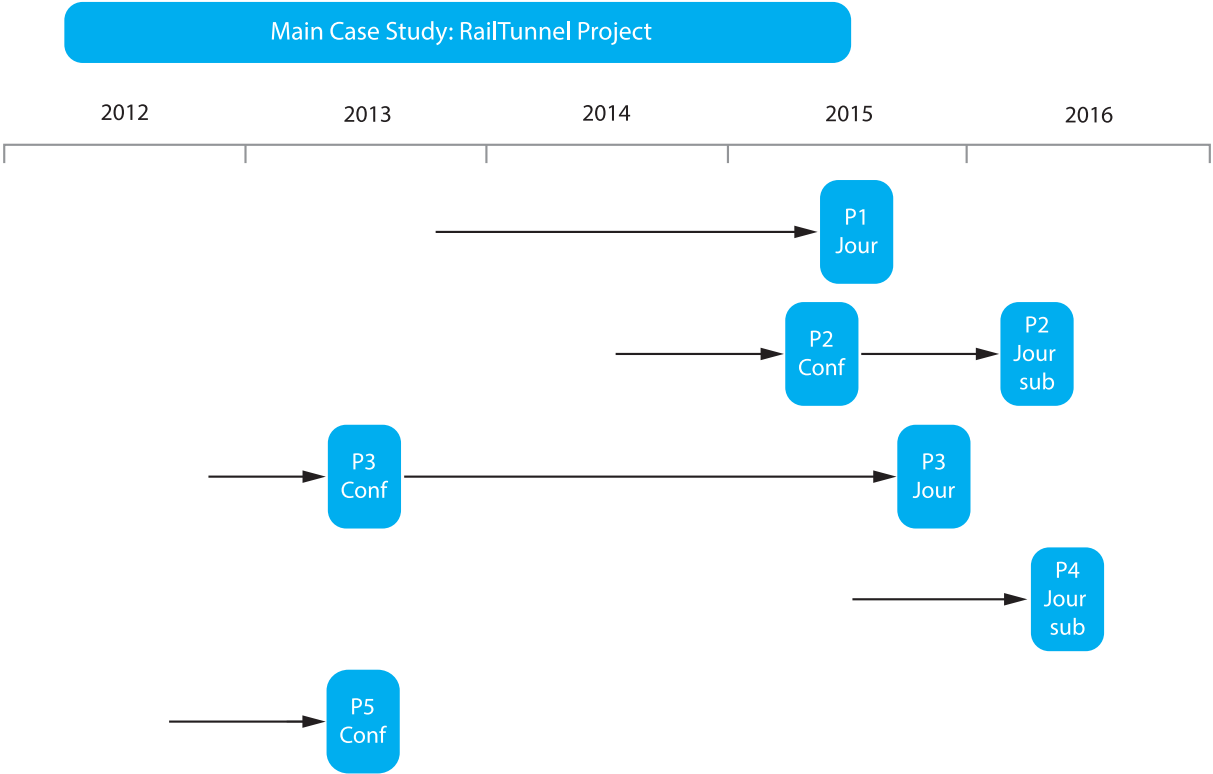 Main Case Study: RailTunnel Project
2012
2013
2014
2015
2016
P1
Jour
P2
Conf
P2
Jour
sub
P3
Conf
P3
Jour
P4
Jour
sub
P5
Conf